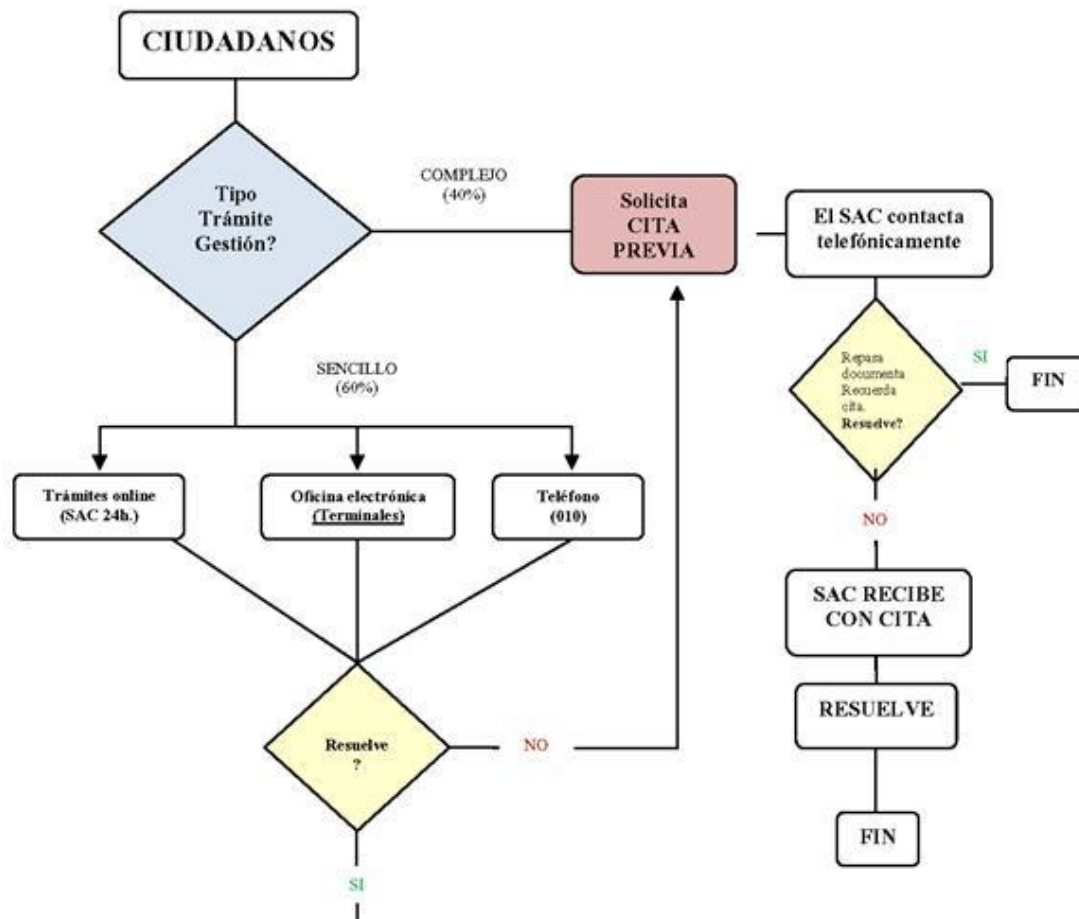 CIUDADANOS
Tipo
Trámite
Gestión?
COMPLEJO
(40%)
Solicita
CITA
PREVIA
El SAC contacta
telefónicamente
Repasa
documenta
Recuerda
cita.
Resuelve?
SI
FIN
SENCILLO
(60%)
Trámites online
(SAC 24h.)
Oficina electrónica
(Terminales)
Teléfono
(010)
NO
SAC RECIBE
CON CITA
RESUELVE
FIN
Resuelve
?
NO
SI